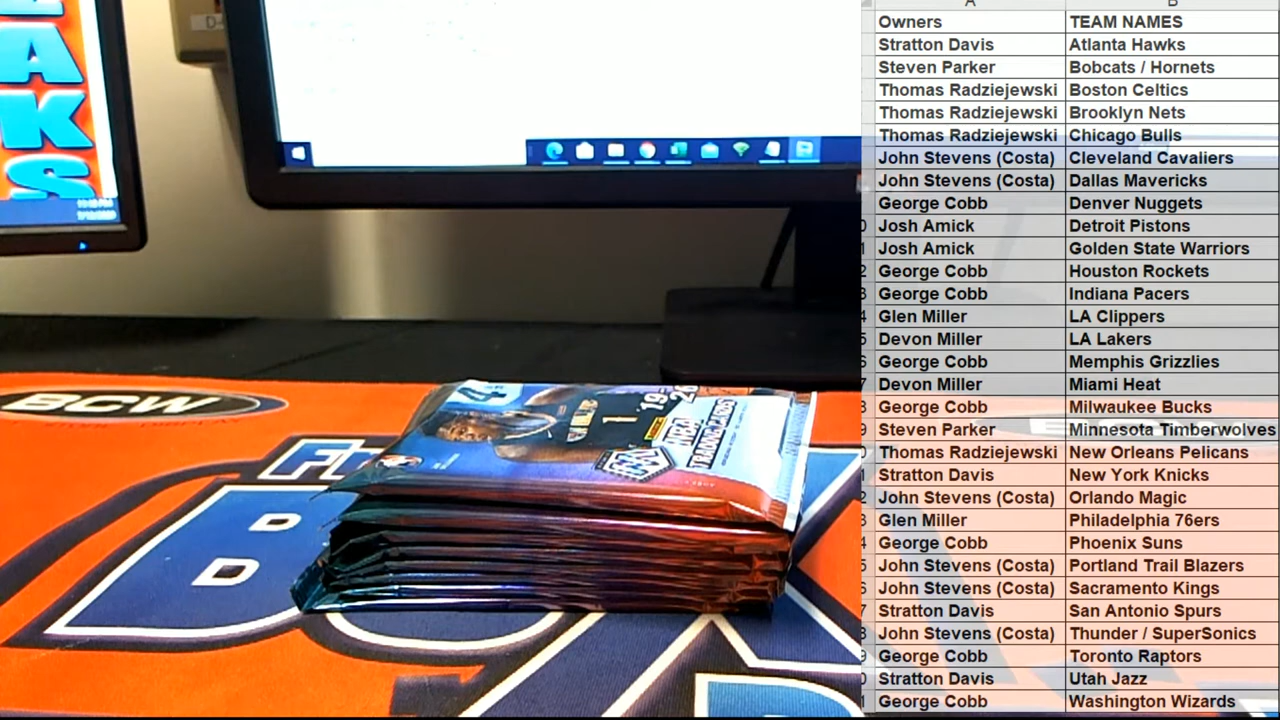 A B
Owners TEAM NAMES
Stratton Davis Atlanta Hawks
Steven Parker Bobcats / Hornets
Thomas Radziejewski Boston Celtics
Thomas Radziejewski Brooklyn Nets
Thomas Radziejewski Chicago Bulls
John Stevens (Costa) Cleveland Cavaliers
John Stevens (Costa) Dallas Mavericks
George Cobb Denver Nuggets
Josh Amick Detroit Pistons
Josh Amick Golden State Warriors
George Cobb Houston Rockets
George Cobb Indiana Pacers
Glen Miller LA Clippers
Devon Miller LA Lakers
George Cobb Memphis Grizzlies
Devon Miller Miami Heat
George Cobb Milwaukee Bucks
Steven Parker Minnesota Timberwolves
Thomas Radziejewski New Orleans Pelicans
Stratton Davis New York Knicks
John Stevens (Costa) Orlando Magic
Glen Miller Philadelphia 76ers
George Cobb Phoenix Suns
John Stevens (Costa) Portland Trail Blazers
John Stevens (Costa) Sacramento Kings
Stratton Davis San Antonio Spurs
John Stevens (Costa) Thunder / SuperSonics
George Cobb Toronto Raptors
Stratton Davis Utah Jazz
George Cobb Washington Wizards
AKS
BCW
4
1
NBA
TRADING CARDS